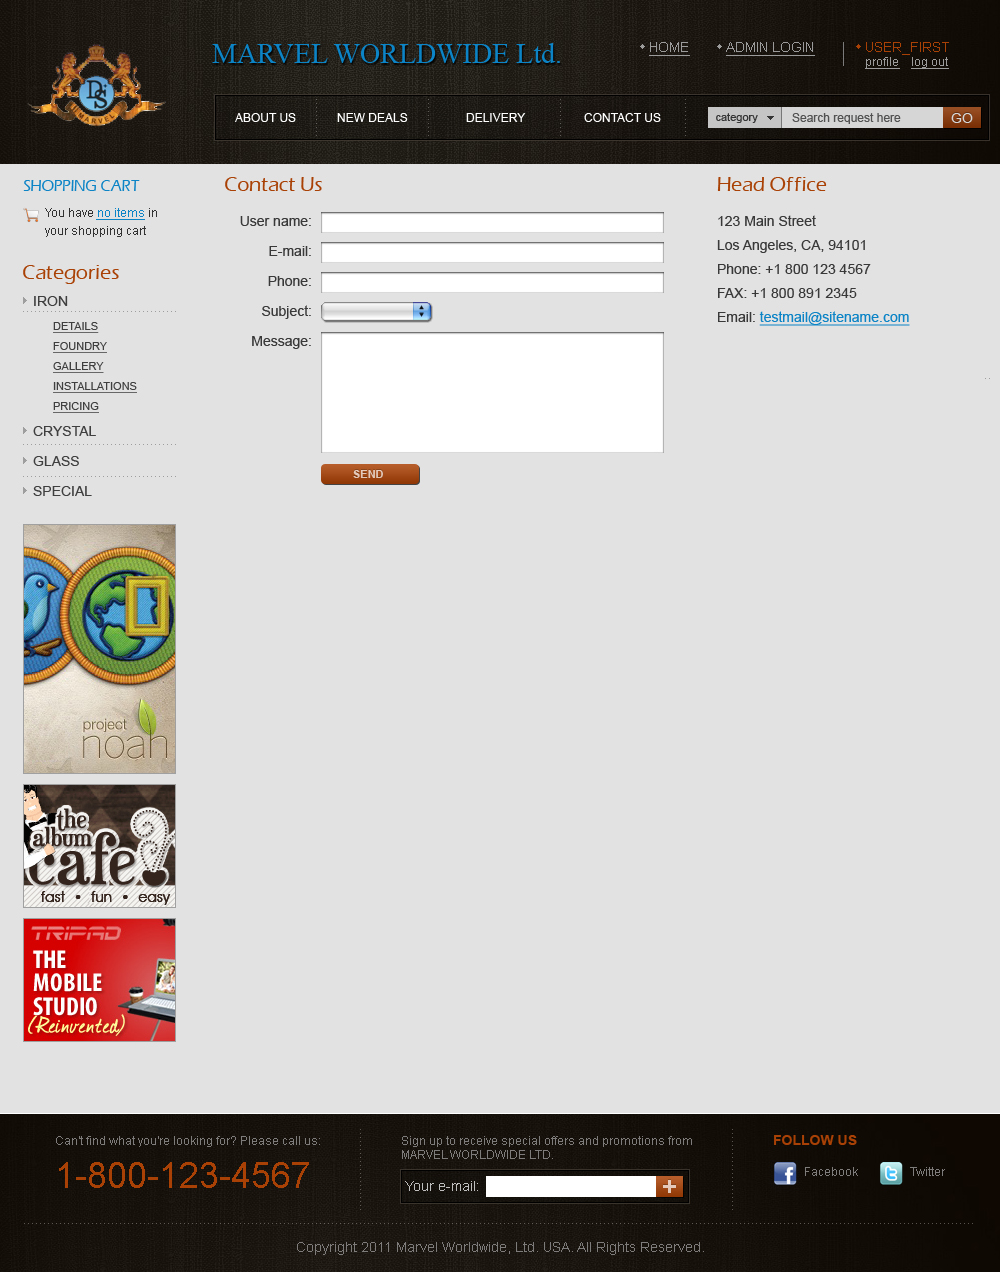 MARVEL WORLDWIDE Ltd.
HOME
ADMIN LOGIN
USER_FIRST
profile log out
DGS
MARVEL
ABOUT US
NEW DEALS
DELIVERY
CONTACT US
category
Search request here
GO
SHOPPING CART
You have no items in
your shopping cart
Categories
IRON
DETAILS
FOUNDRY
GALLERY
INSTALLATIONS
PRICING
CRYSTAL
GLASS
SPECIAL
project
noah
the
album
cafe
fast • fun • easy
TRIPAD
THE
MOBILE
STUDIO
(Reinvented)
Contact Us
User name:
E-mail:
Phone:
Subject:
Message:
SEND
Head Office
123 Main Street
Los Angeles, CA, 94101
Phone: +1 800 123 4567
FAX: +1 800 891 2345
Email: testmail@sitename.com
Can't find what you're looking for? Please call us:
1-800-123-4567
Sign up to receive special offers and promotions from
MARVEL WORLDWIDE LTD.
Your e-mail:
FOLLOW US
Facebook
Twitter
Copyright 2011 Marvel Worldwide, Ltd. USA. All Rights Reserved.